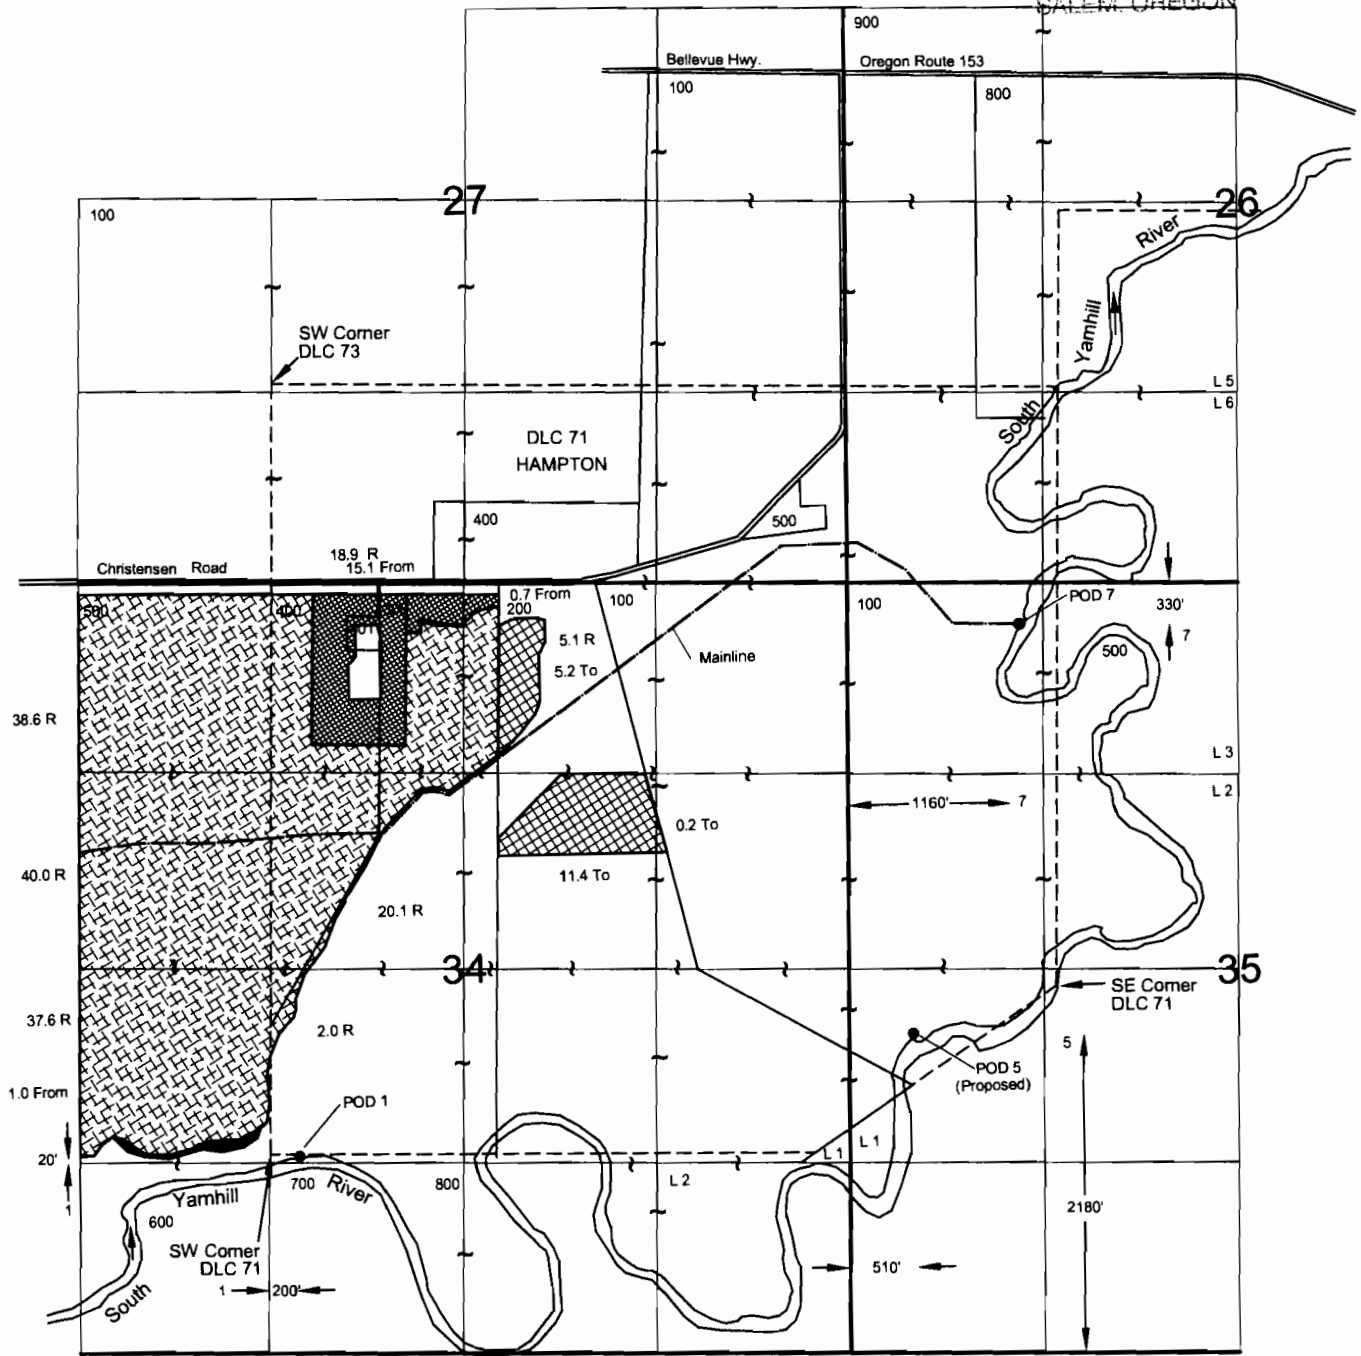 SALEM, OREGON
900
Bellevue Hwy.
Oregon Route 153
100
800
27
26
100
River
Yamhill
South
SW Corner
DLC 73
L 5
L 6
DLC 71
HAMPTON
400
500
18.9 R
15.1 From
Christensen Road
0.7 From
500
400
200
100
100
POD 7
330'
7
5.1 R
5.2 To
Mainline
500
38.6 R
L 3
L 2
1160'
7
0.2 To
40.0 R
11.4 To
20.1 R
34
35
SE Corner
DLC 71
37.6 R
2.0 R
5
POD 5
(Proposed)
1.0 From
POD 1
L 1
L 1
20'
L 2
700
River
800
Yamhill
600
1
2180'
SW Corner
DLC 71
510'
1
200'
South